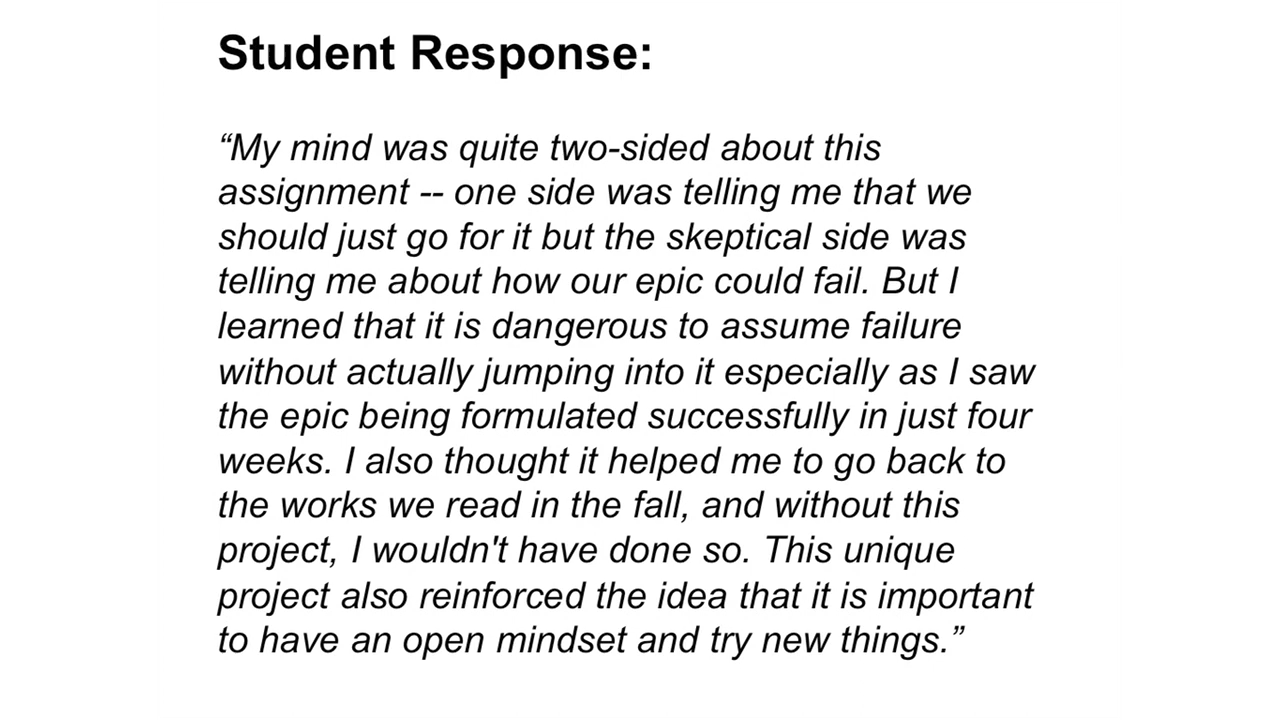 Student Response:
“My mind was quite two-sided about this
assignment -- one side was telling me that we
should just go for it but the skeptical side was
telling me about how our epic could fail. But I
learned that it is dangerous to assume failure
without actually jumping into it especially as I saw
the epic being formulated successfully in just four
weeks. I also thought it helped me to go back to
the works we read in the fall, and without this
project, I wouldn't have done so. This unique
project also reinforced the idea that it is important
to have an open mindset and try new things.”